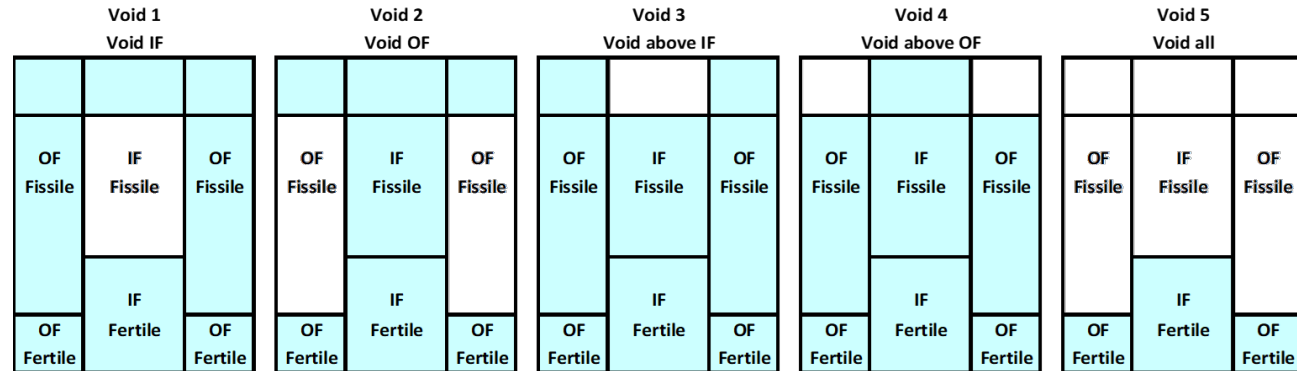 Void 1
Void IF
OF
Fissile
IF
Fissile
OF
Fissile
IF
Fertile
OF
Fertile
OF
Fertile
Void 2
Void OF
OF
Fissile
IF
Fissile
OF
Fissile
IF
Fertile
OF
Fertile
OF
Fertile
Void 3
Void above IF
OF
Fissile
IF
Fissile
OF
Fissile
IF
Fertile
OF
Fertile
OF
Fertile
Void 4
Void above OF
OF
Fissile
IF
Fissile
OF
Fissile
IF
Fertile
OF
Fertile
OF
Fertile
Void 5
Void all
OF
Fissile
IF
Fissile
OF
Fissile
IF
Fertile
OF
Fertile
OF
Fertile